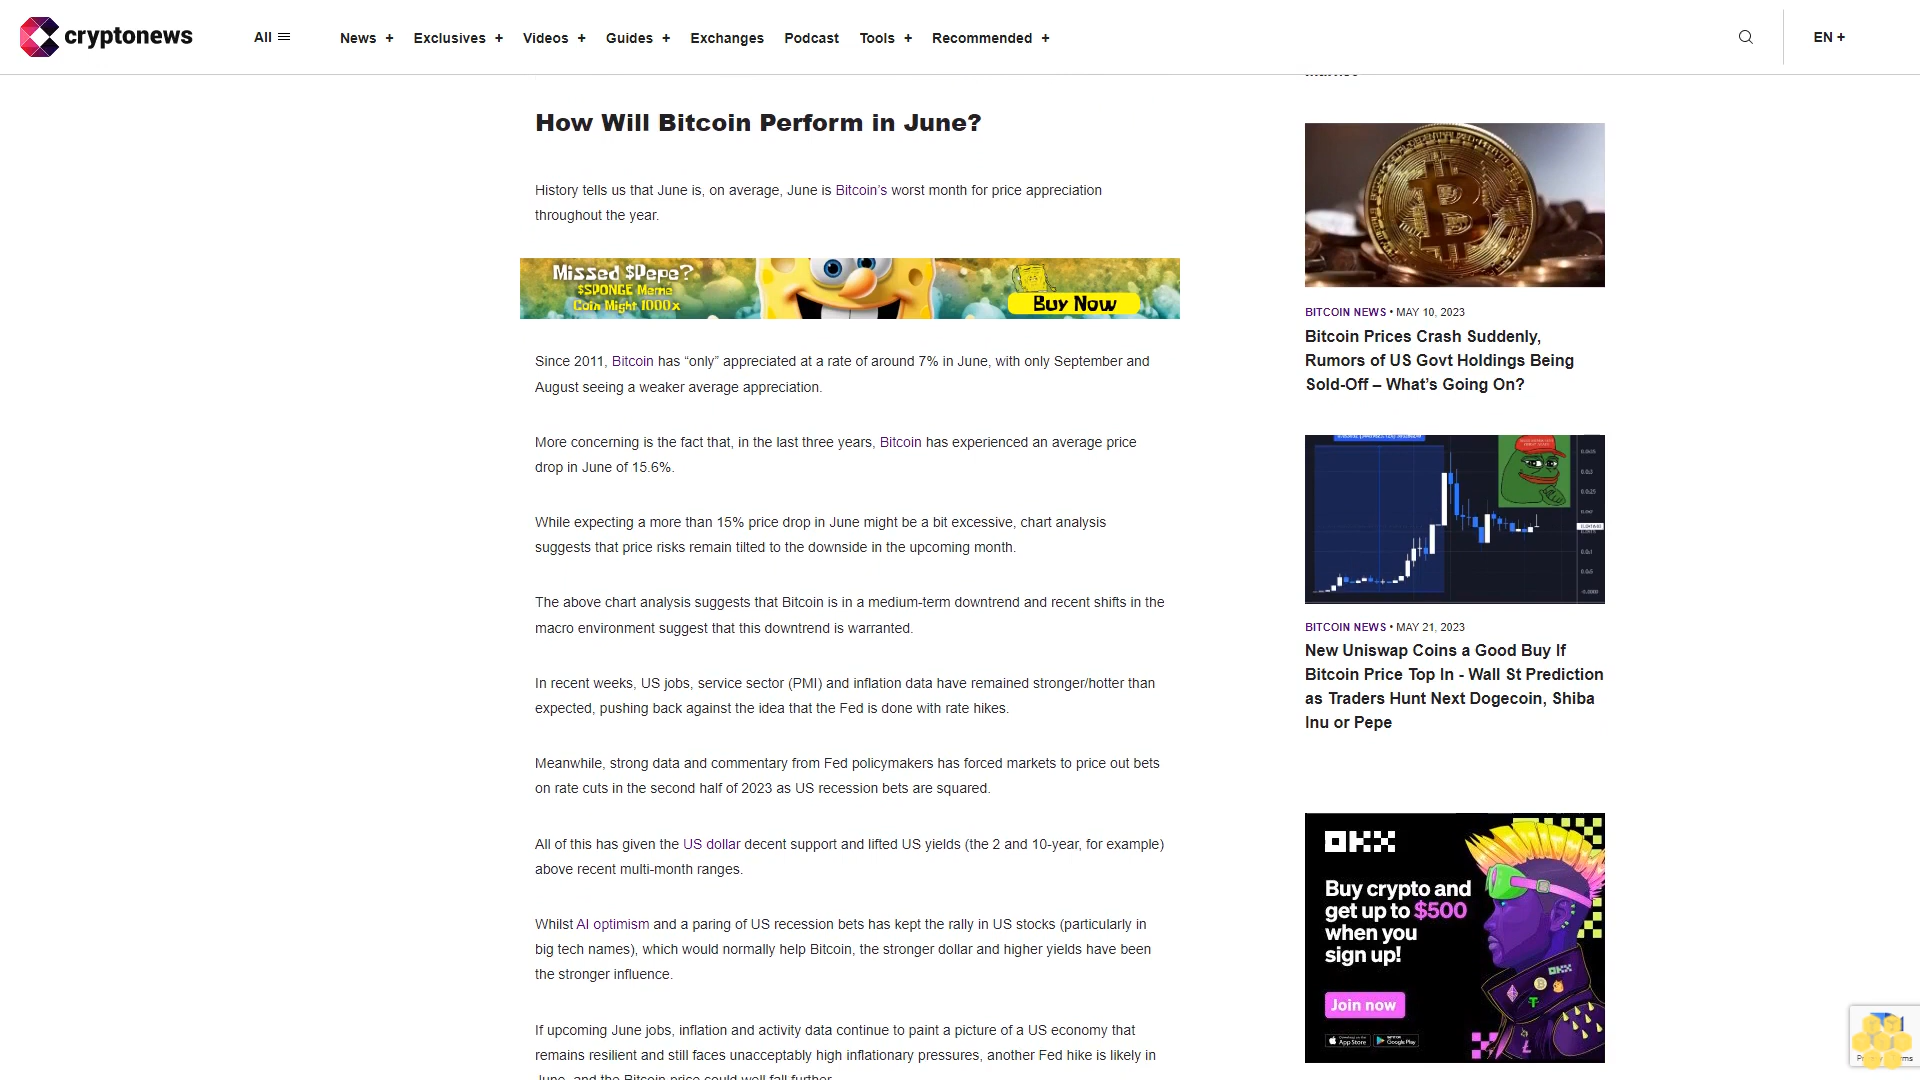 cryptonews
All
News +
Exclusives +
Videos +
Guides +
Exchanges
Podcast
Tools +
Recommended +
EN +
How Will Bitcoin Perform in June?
History tells us that June is, on average, June is Bitcoin’s worst month for price appreciation
throughout the year.
Missed $Pepe?
$SPONGE Meme
Coin Might 1000x
Buy Now
Since 2011, Bitcoin has “only” appreciated at a rate of around 7% in June, with only September and
August seeing a weaker average appreciation.
More concerning is the fact that, in the last three years, Bitcoin has experienced an average price
drop in June of 15.6%.
While expecting a more than 15% price drop in June might be a bit excessive, chart analysis
suggests that price risks remain tilted to the downside in the upcoming month.
The above chart analysis suggests that Bitcoin is in a medium-term downtrend and recent shifts in the
macro environment suggest that this downtrend is warranted.
In recent weeks, US jobs, service sector (PMI) and inflation data have remained stronger/hotter than
expected, pushing back against the idea that the Fed is done with rate hikes.
Meanwhile, strong data and commentary from Fed policymakers has forced markets to price out bets
on rate cuts in the second half of 2023 as US recession bets are squared.
All of this has given the US dollar decent support and lifted US yields (the 2 and 10-year, for example)
above recent multi-month ranges.
Whilst AI optimism and a paring of US recession bets has kept the rally in US stocks (particularly in
big tech names), which would normally help Bitcoin, the stronger dollar and higher yields have been
the stronger influence.
If upcoming June jobs, inflation and activity data continue to paint a picture of a US economy that
remains resilient and still faces unacceptably high inflationary pressures, another Fed hike is likely in
June, and the Bitcoin price could well fall further.
BITCOIN NEWS • MAY 10, 2023
Bitcoin Prices Crash Suddenly,
Rumors of US Govt Holdings Being
Sold-Off – What’s Going On?
BITCOIN NEWS • MAY 21, 2023
New Uniswap Coins a Good Buy If
Bitcoin Price Top In - Wall St Prediction
as Traders Hunt Next Dogecoin, Shiba
Inu or Pepe
OKX
Buy crypto and
get up to $500
when you
sign up!
Join now
App Store
Google Play